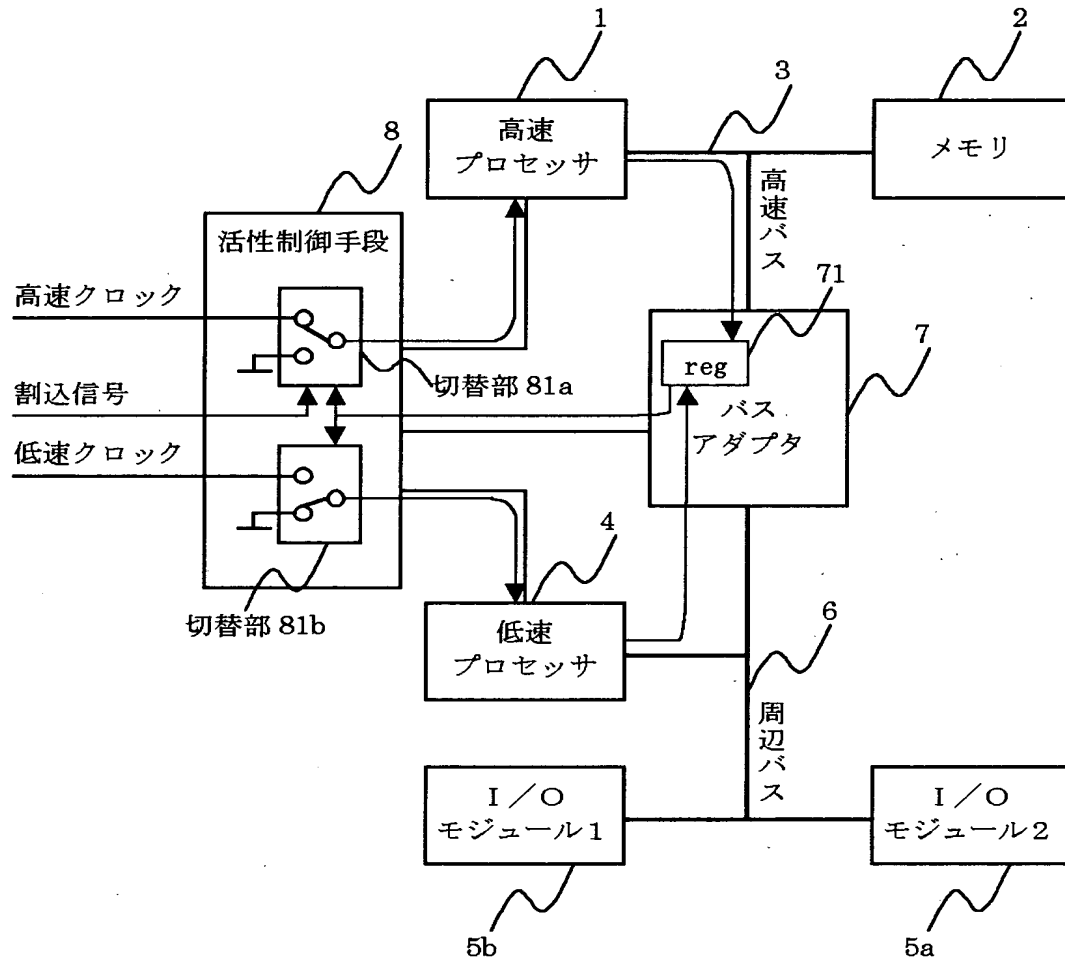 1
2
3
高速
プロセッサ
メモリ
8
活性制御手段
高速バス
高速クロック
71
7
切替部 81a
reg
割込信号
バス
アダプタ
低速クロック
4
切替部 81b
低速
プロセッサ
6
周辺バス
I／O
モジュール1
I／O
モジュール2
5b
5a